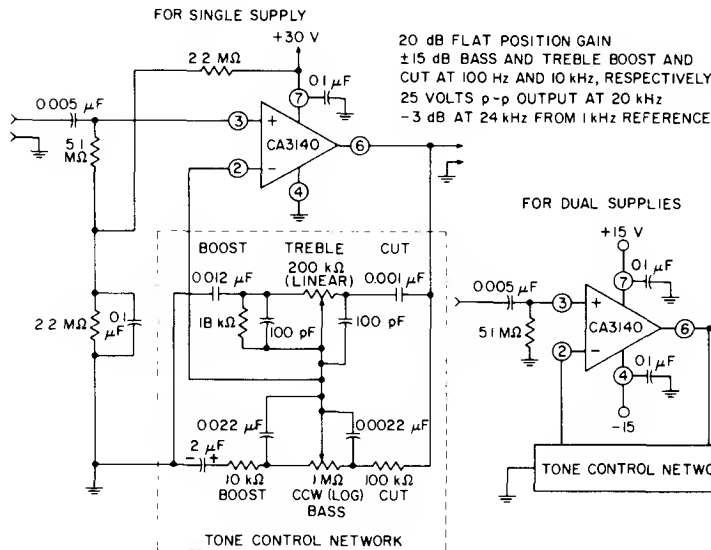 FOR SINGLE SUPPLY
+30 V
2.2 MΩ
0.1 μF
20 dB FLAT POSITION GAIN
±15 dB BASS AND TREBLE BOOST AND
CUT AT 100 Hz AND 10 kHz, RESPECTIVELY
25 VOLTS p-p OUTPUT AT 20 kHz
-3 dB AT 24 kHz FROM 1 kHz REFERENCE
0.005 μF
7
3
+
CA3140
6
5.1
MΩ
2
-
4
FOR DUAL SUPPLIES
+15 V
BOOST TREBLE CUT
200 kΩ
(LINEAR)
0.012 μF
0.001 μF
18 kΩ
100 pF
100 pF
2.2 MΩ
0.1
μF
0.005 μF
0.1 μF
7
3
+
CA3140
6
5.1 MΩ
2
-
4
0.1 μF
-15
0.0022
μF
0.0022 μF
2 μF
- +
10 kΩ
BOOST
1 MΩ
CCW (LOG)
BASS
100 kΩ
CUT
TONE CONTROL NETWORK
TONE CONTROL NETWO